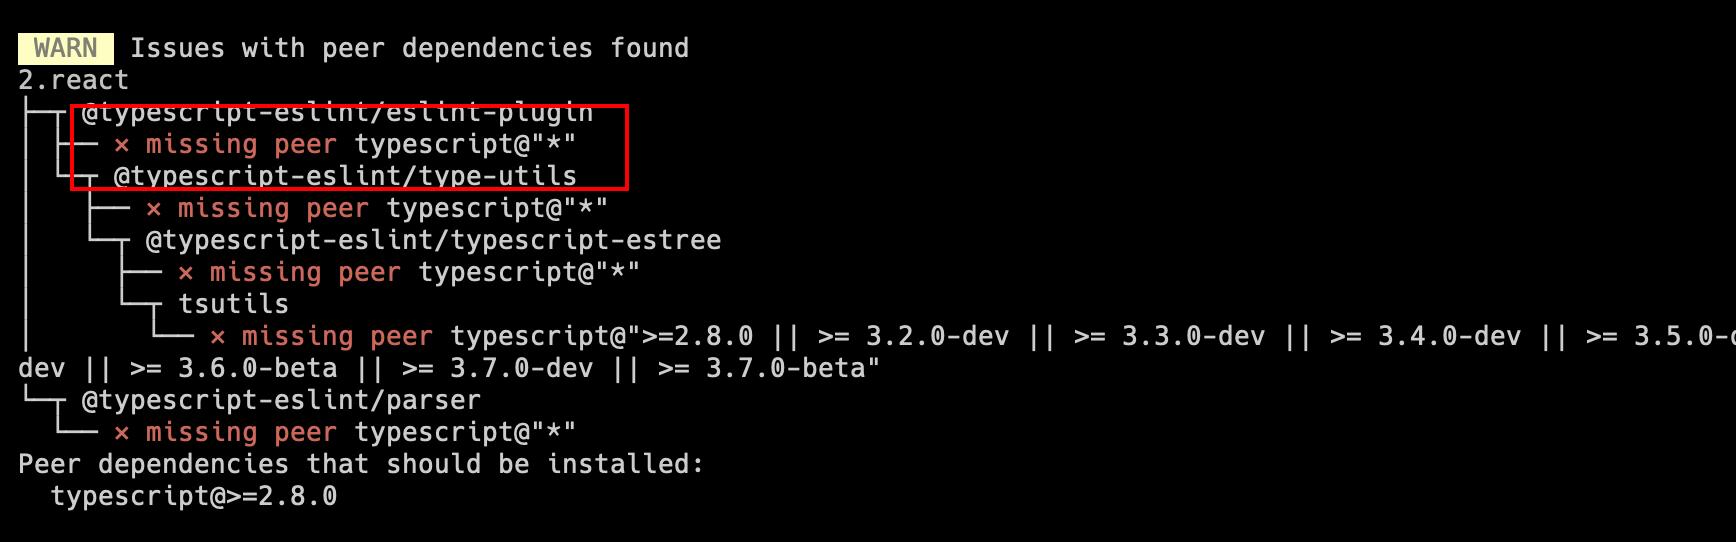 WARN Issues with peer dependencies found
2.react
├─┬ @typescript-eslint/eslint-plugin
│ ├── × missing peer typescript@"*"
│ └─┬ @typescript-eslint/type-utils
│   ├── × missing peer typescript@"*"
│   └─┬ @typescript-eslint/typescript-estree
│     ├── × missing peer typescript@"*"
│     └─┬ tsutils
│       └── × missing peer typescript@">=2.8.0 || >= 3.2.0-dev || >= 3.3.0-dev || >= 3.4.0-dev || >= 3.5.0-
dev || >= 3.6.0-beta || >= 3.7.0-dev || >= 3.7.0-beta"
└─┬ @typescript-eslint/parser
  └── × missing peer typescript@"*"
Peer dependencies that should be installed:
  typescript@>=2.8.0